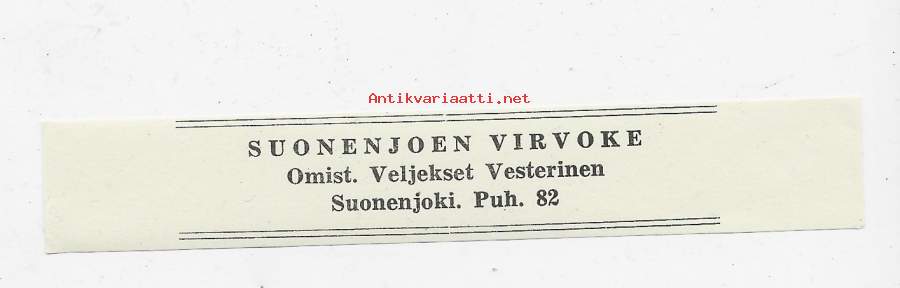 Antikvariaatti.net
SUONENJOEN VIRVOKE
Omist. Veljekset Vesterinen
Suonenjoki. Puh. 82